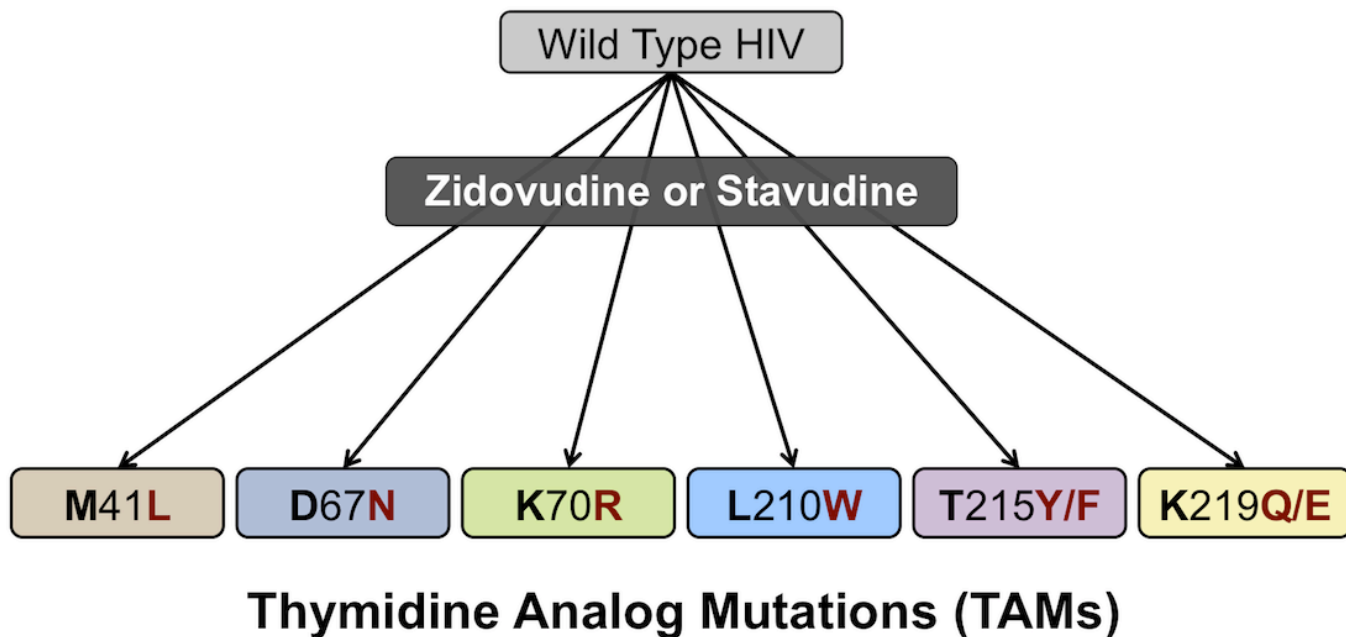 Wild Type HIV
Zidovudine or Stavudine
M41L D67N K70R L210W T215Y/F K219Q/E
Thymidine Analog Mutations (TAMs)